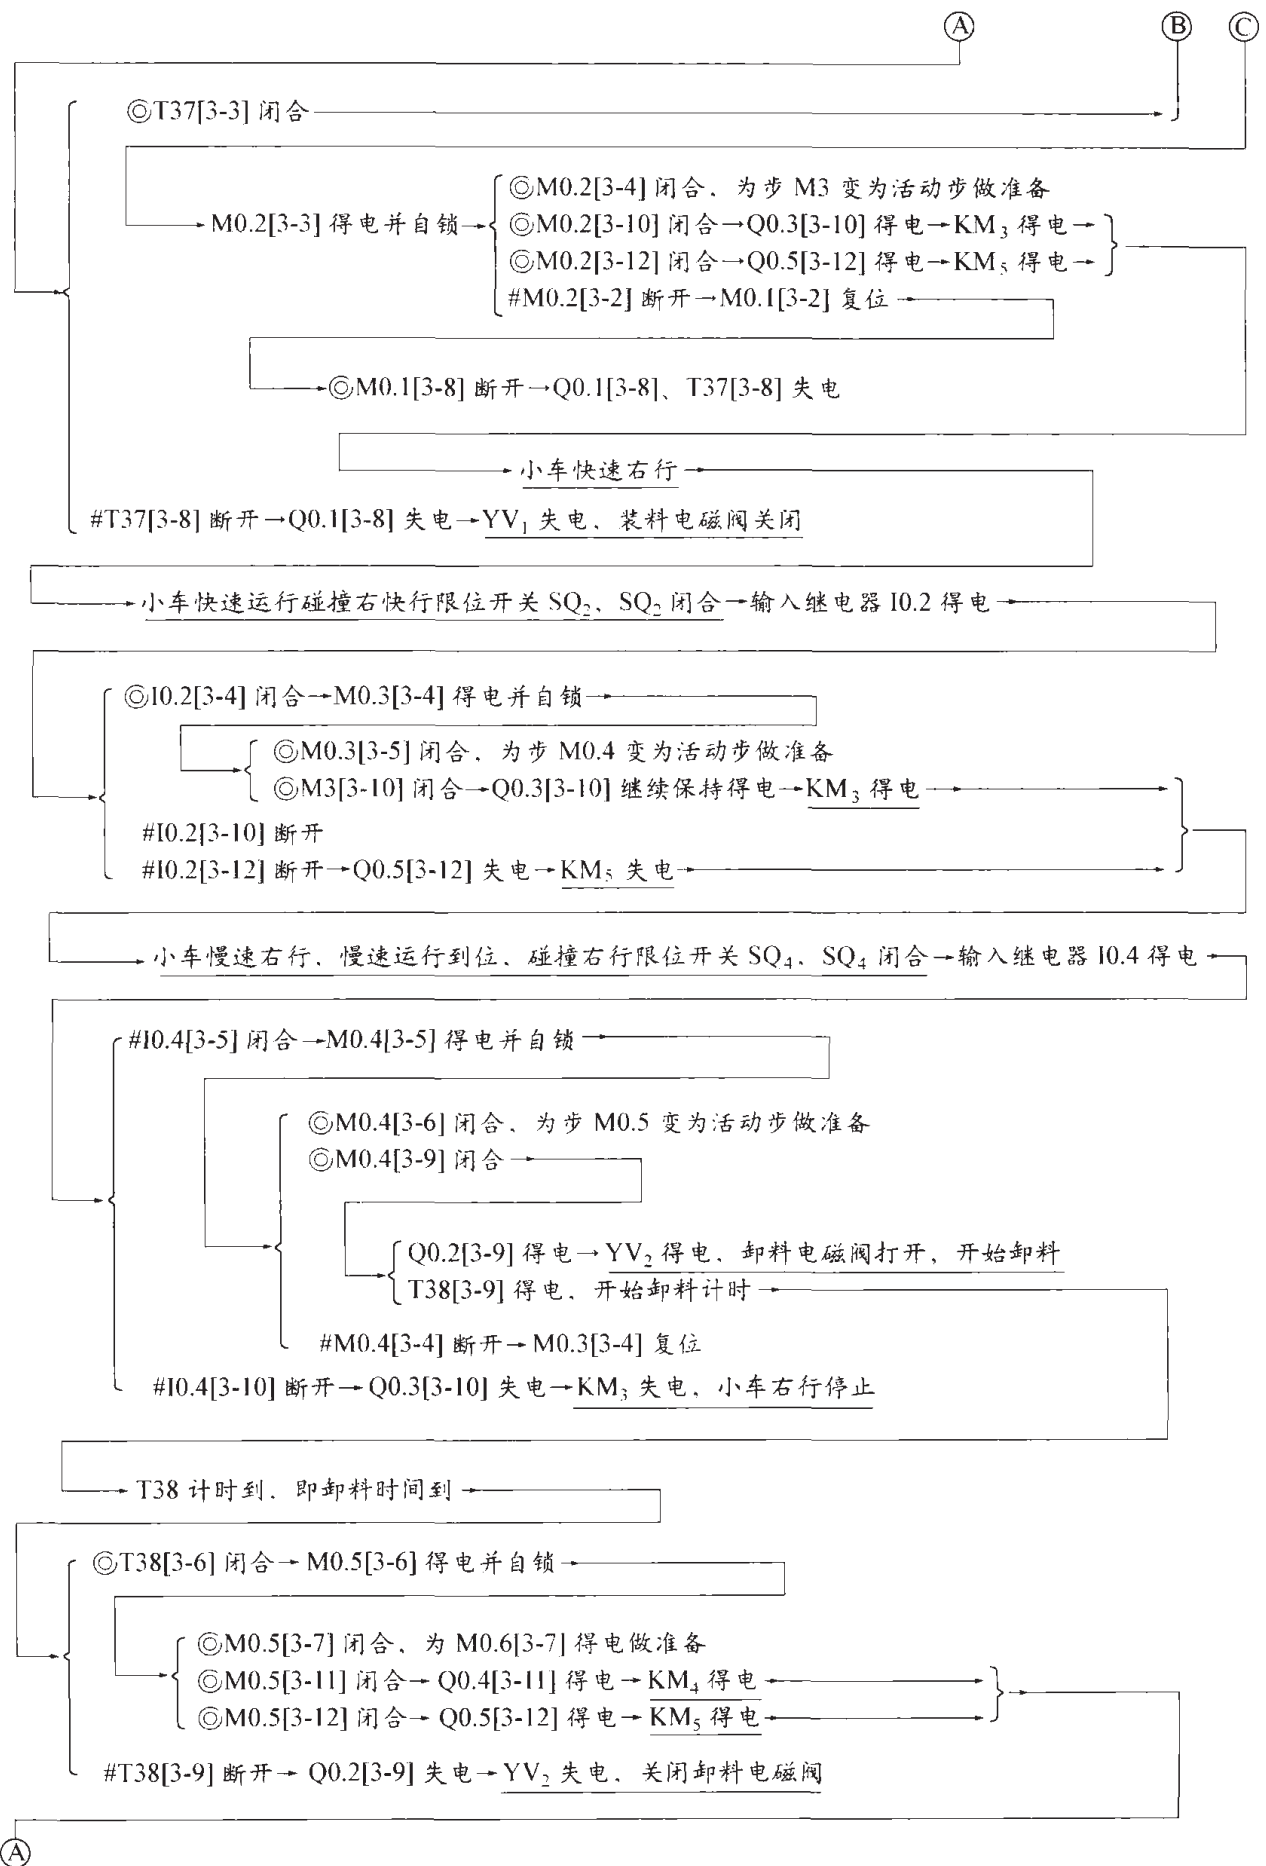 Ⓐ Ⓑ Ⓒ
◎T37[3-3] 闭合
◎M0.2[3-4] 闭合、为步 M3 变为活动步做准备
M0.2[3-3] 得电并自锁→ ◎M0.2[3-10] 闭合→Q0.3[3-10] 得电→KM₃ 得电→
◎M0.2[3-12] 闭合→Q0.5[3-12] 得电→KM₅ 得电→
#M0.2[3-2] 断开→M0.1[3-2] 复位
◎M0.1[3-8] 断开→Q0.1[3-8]、T37[3-8] 失电
小车快速右行
#T37[3-8] 断开→Q0.1[3-8] 失电→YV₁ 失电、装料电磁阀关闭
小车快速运行碰撞右快行限位开关 SQ₂、SQ₂ 闭合→输入继电器 I0.2 得电
◎I0.2[3-4] 闭合→M0.3[3-4] 得电并自锁
◎M0.3[3-5] 闭合、为步 M0.4 变为活动步做准备
◎M3[3-10] 闭合→Q0.3[3-10] 继续保持得电→KM₃ 得电
#I0.2[3-10] 断开
#I0.2[3-12] 断开→Q0.5[3-12] 失电→KM₅ 失电
小车慢速右行、慢速运行到位、碰撞右行限位开关 SQ₄、SQ₄ 闭合→输入继电器 I0.4 得电
#I0.4[3-5] 闭合→M0.4[3-5] 得电并自锁
◎M0.4[3-6] 闭合、为步 M0.5 变为活动步做准备
◎M0.4[3-9] 闭合
Q0.2[3-9] 得电→YV₂ 得电、卸料电磁阀打开，开始卸料
T38[3-9] 得电、开始卸料计时
#M0.4[3-4] 断开→M0.3[3-4] 复位
#I0.4[3-10] 断开→Q0.3[3-10] 失电→KM₃ 失电、小车右行停止
T38 计时到、即卸料时间到
◎T38[3-6] 闭合→M0.5[3-6] 得电并自锁
◎M0.5[3-7] 闭合、为 M0.6[3-7] 得电做准备
◎M0.5[3-11] 闭合→Q0.4[3-11] 得电→KM₄ 得电
◎M0.5[3-12] 闭合→Q0.5[3-12] 得电→KM₅ 得电
#T38[3-9] 断开→Q0.2[3-9] 失电→YV₂ 失电、关闭卸料电磁阀
Ⓐ